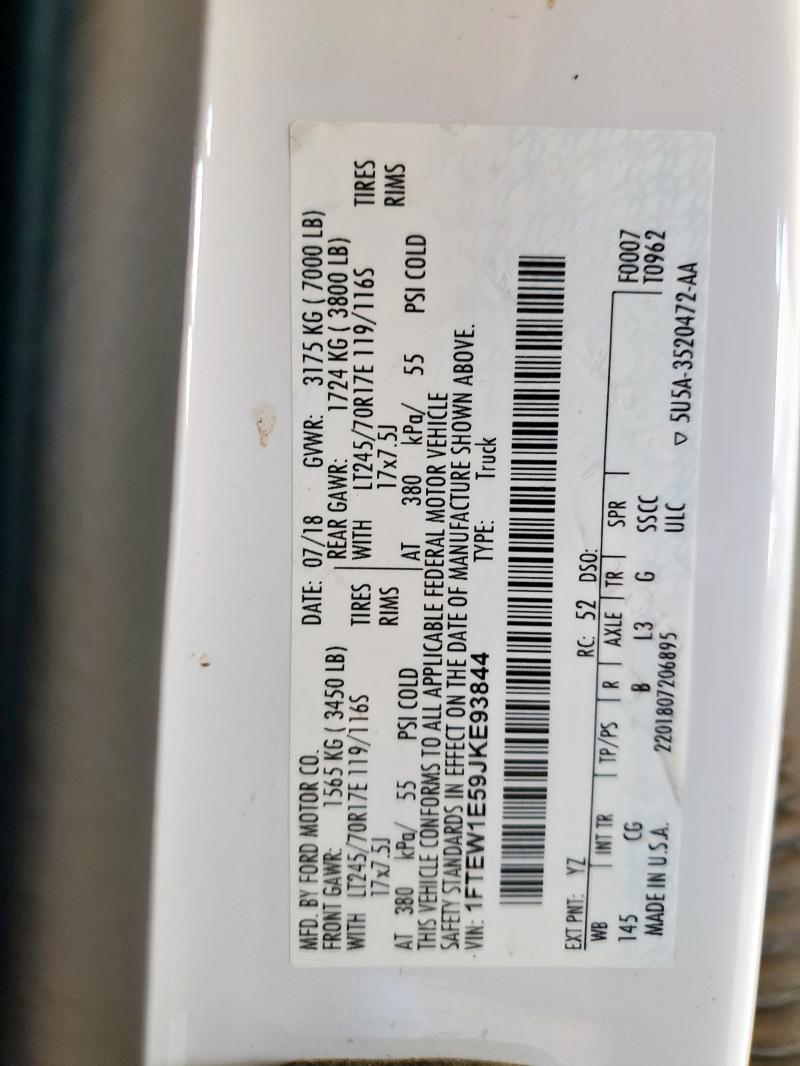 MFD. BY FORD MOTOR CO.
DATE: 07/18 GVWR: 3175 KG ( 7000 LB)
FRONT GAWR: 1565 KG ( 3450 LB)
REAR GAWR: 1724 KG ( 3800 LB)
WITH LT245/70R17E 119/116S TIRES
WITH LT245/70R17E 119/116S TIRES
17x7.5J RIMS
17x7.5J RIMS
AT 380 kPa/ 55 PSI COLD
AT 380 kPa/ 55 PSI COLD
THIS VEHICLE CONFORMS TO ALL APPLICABLE FEDERAL MOTOR VEHICLE
SAFETY STANDARDS IN EFFECT ON THE DATE OF MANUFACTURE SHOWN ABOVE.
VIN: 1FTEW1E59JKE93844 TYPE: Truck
EXT PNT: YZ RC: 52 DSO:
WB INT TR TP/PS R AXLE TR SPR F0007
T0962
145 CG B L3 G SSCC
MADE IN U.S.A. 2201807206895 ULC
▽ 5U5A-3520472-AA